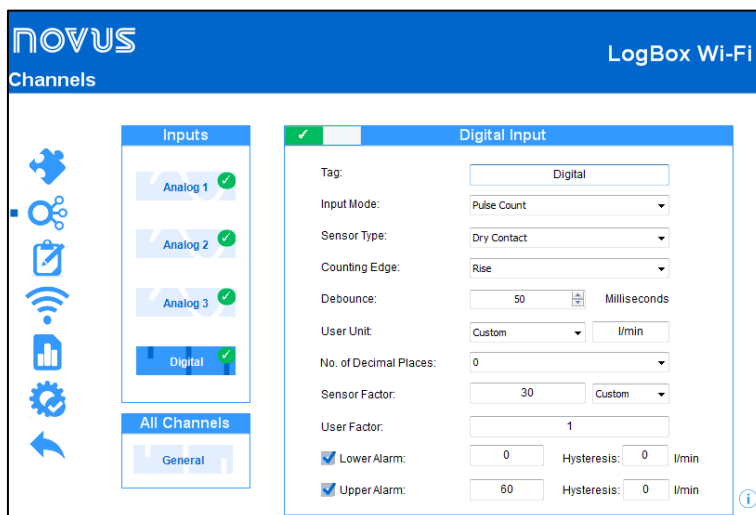 NOVUS
LogBox Wi-Fi
Channels
Inputs
Analog 1
Analog 2
Analog 3
Digital
All Channels
General
Digital Input
Tag: Digital
Input Mode: Pulse Count
Sensor Type: Dry Contact
Counting Edge: Rise
Debounce: 50 Milliseconds
User Unit: Custom l/min
No. of Decimal Places: 0
Sensor Factor: 30 Custom
User Factor: 1
Lower Alarm: 0 Hysteresis: 0 l/min
Upper Alarm: 60 Hysteresis: 0 l/min